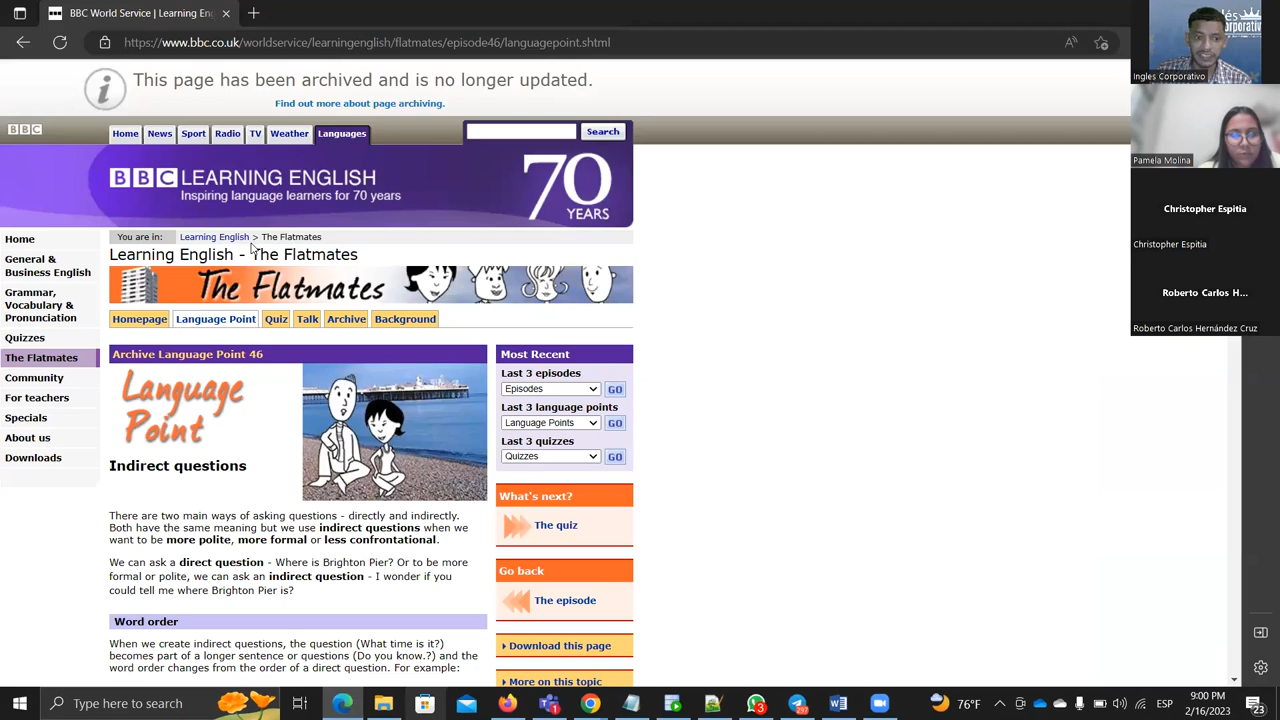 BBC World Service | Learning En
https://www.bbc.co.uk/worldservice/learningenglish/flatmates/episode46/languagepoint.shtml
This page has been archived and is no longer updated.
Find out more about page archiving.
BBC
Home
News
Sport
Radio
TV
Weather
Languages
Search
BBC LEARNING ENGLISH
Inspiring language learners for 70 years
70
YEARS
You are in:
Learning English > The Flatmates
Learning English - The Flatmates
The Flatmates
Homepage
Language Point
Quiz
Talk
Archive
Background
Home
General &
Business English
Grammar,
Vocabulary &
Pronunciation
Quizzes
The Flatmates
Community
For teachers
Specials
About us
Downloads
Archive Language Point 46
Language
Point
Indirect questions
There are two main ways of asking questions - directly and indirectly.
Both have the same meaning but we use indirect questions when we
want to be more polite, more formal or less confrontational.
We can ask a direct question - Where is Brighton Pier? Or to be more
formal or polite, we can ask an indirect question - I wonder if you
could tell me where Brighton Pier is?
Word order
When we create indirect questions, the question (What time is it?)
becomes part of a longer sentence or questions (Do you know.?) and the
word order changes from the order of a direct question. For example:
Most Recent
Last 3 episodes
Episodes
GO
Last 3 language points
Language Points
GO
Last 3 quizzes
Quizzes
GO
What's next?
The quiz
Go back
The episode
Download this page
More on this topic
Corporativo
Ingles Corporativo
Pamela Molina
Christopher Espitia
Christopher Espitia
Roberto Carlos H...
Roberto Carlos Hernández Cruz
Type here to search
3
297
76°F
ESP
9:00 PM
2/16/2023
23